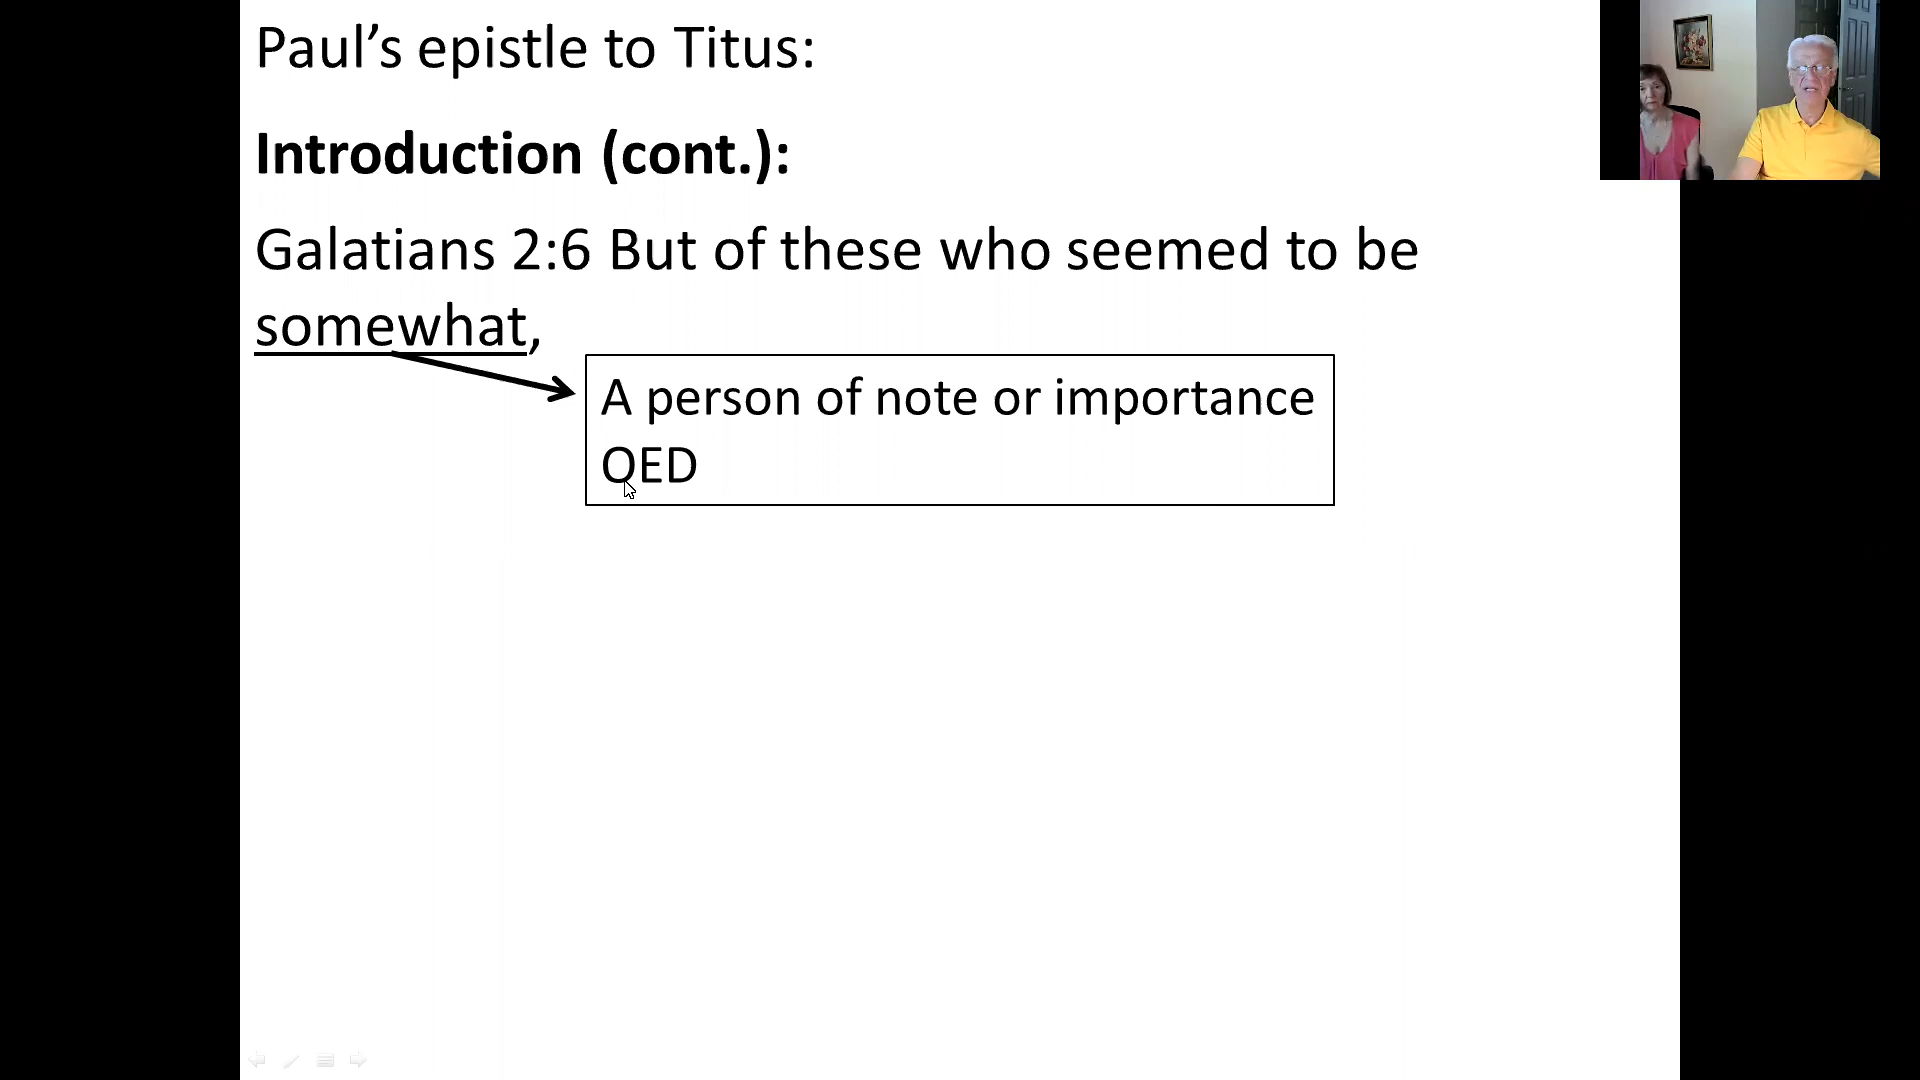 Paul’s epistle to Titus:
Introduction (cont.):
Galatians 2:6 But of these who seemed to be
somewhat,
A person of note or importance
OED